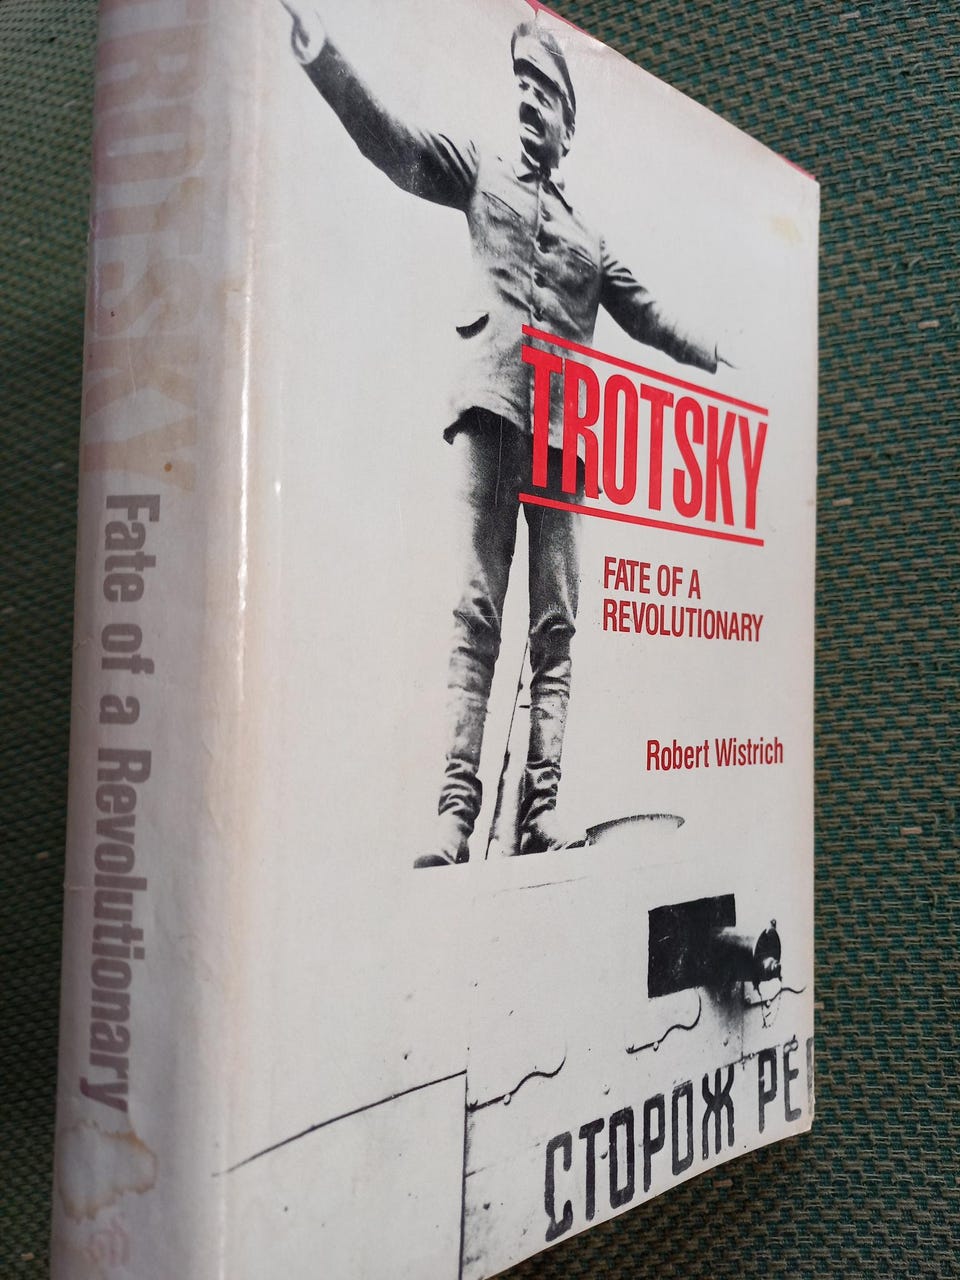 TROTSKY
Fate of a Revolutionary
TROTSKY
FATE OF A
REVOLUTIONARY
Robert Wistrich
СТОРОЖ РЕ